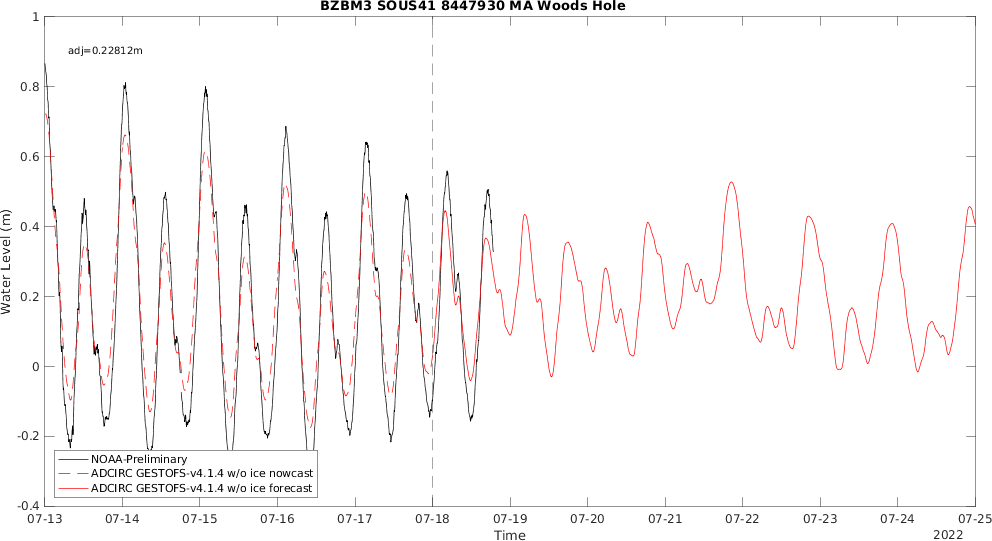 BZBM3 SOUS41 8447930 MA Woods Hole
adj=0.22812m
Water Level (m)
1
0.8
0.6
0.4
0.2
0
-0.2
-0.4
NOAA-Preliminary
ADCIRC GESTOFS-v4.1.4 w/o ice nowcast
ADCIRC GESTOFS-v4.1.4 w/o ice forecast
07-13 07-14 07-15 07-16 07-17 07-18 07-19 07-20 07-21 07-22 07-23 07-24 07-25
Time
2022